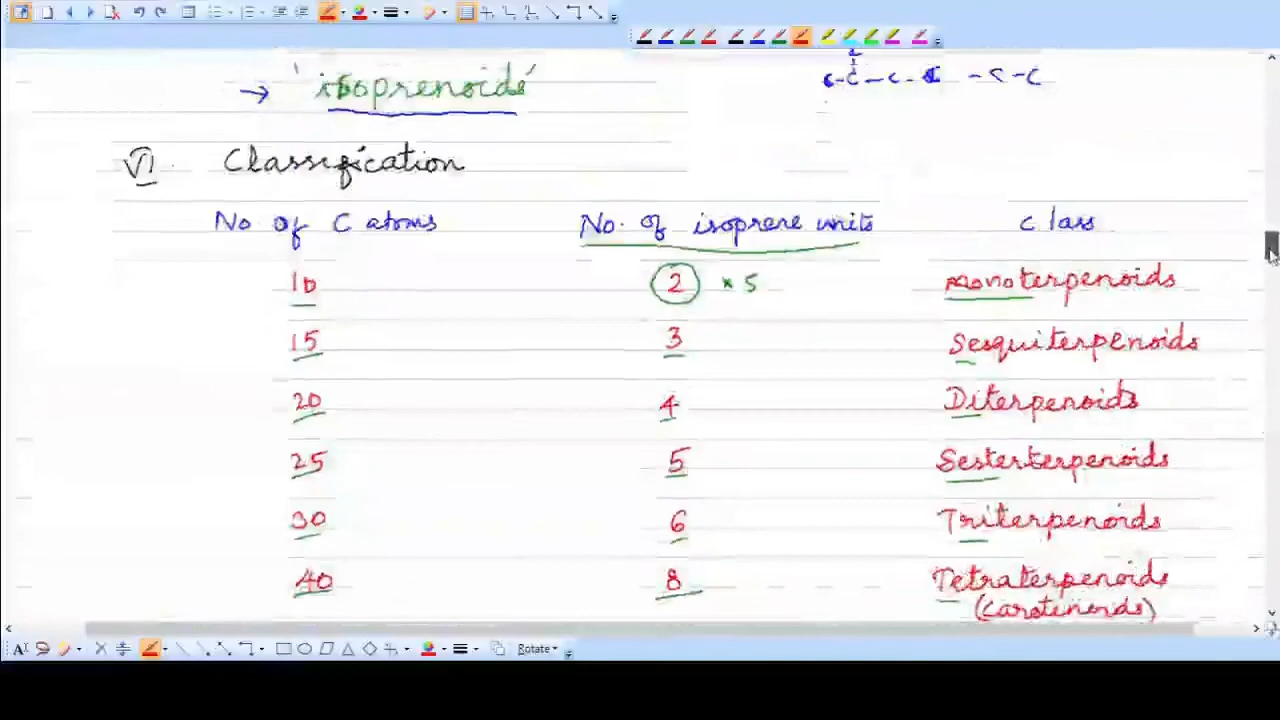 c
→ 'isoprenoids'
c-c-c-c-c-c
VI. Classification
No of C atoms No. of isoprene units class
10 2 × 5 monoterpenoids
15 3 Sesquiterpenoids
20 4 Diterpenoids
25 5 Sesterterpenoids
30 6 Triterpenoids
40 8 Tetraterpenoids
(carotenoids)
Rotate